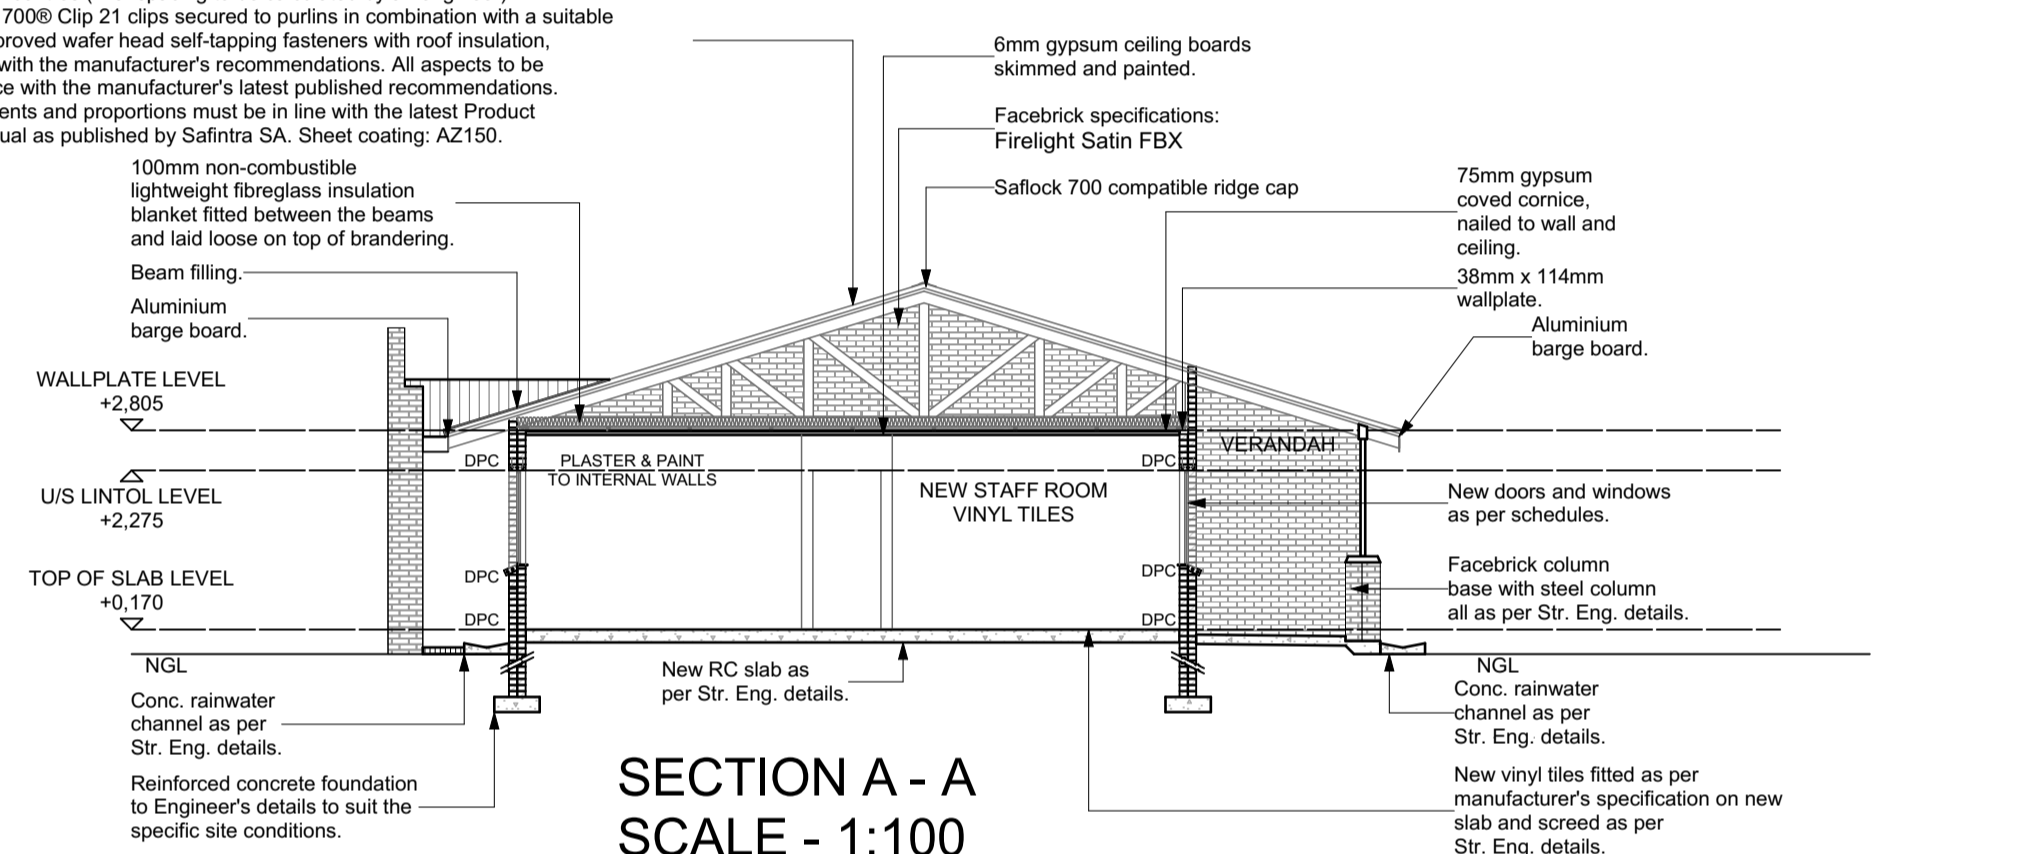 700® Clip 21 clips secured to purlins in combination with a suitable
proved wafer head self-tapping fasteners with roof insulation,
with the manufacturer's recommendations. All aspects to be
ce with the manufacturer's latest published recommendations.
ents and proportions must be in line with the latest Product
ual as published by Safintra SA. Sheet coating: AZ150.
100mm non-combustible
lightweight fibreglass insulation
blanket fitted between the beams
and laid loose on top of brandering.
Beam filling.
Aluminium
barge board.
6mm gypsum ceiling boards
skimmed and painted.
Facebrick specifications:
Firelight Satin FBX
Saflock 700 compatible ridge cap
75mm gypsum
coved cornice,
nailed to wall and
ceiling.
38mm x 114mm
wallplate.
Aluminium
barge board.
WALLPLATE LEVEL
+2,805
U/S LINTOL LEVEL
+2,275
TOP OF SLAB LEVEL
+0,170
NGL
DPC
DPC
DPC
PLASTER & PAINT
TO INTERNAL WALLS
NEW STAFF ROOM
VINYL TILES
DPC
DPC
DPC
VERANDAH
New doors and windows
as per schedules.
Facebrick column
base with steel column
all as per Str. Eng. details.
NGL
Conc. rainwater
channel as per
Str. Eng. details.
Reinforced concrete foundation
to Engineer's details to suit the
specific site conditions.
New RC slab as
per Str. Eng. details.
Conc. rainwater
channel as per
Str. Eng. details.
New vinyl tiles fitted as per
manufacturer's specification on new
slab and screed as per
Str. Eng. details.
SECTION A - A
SCALE - 1:100